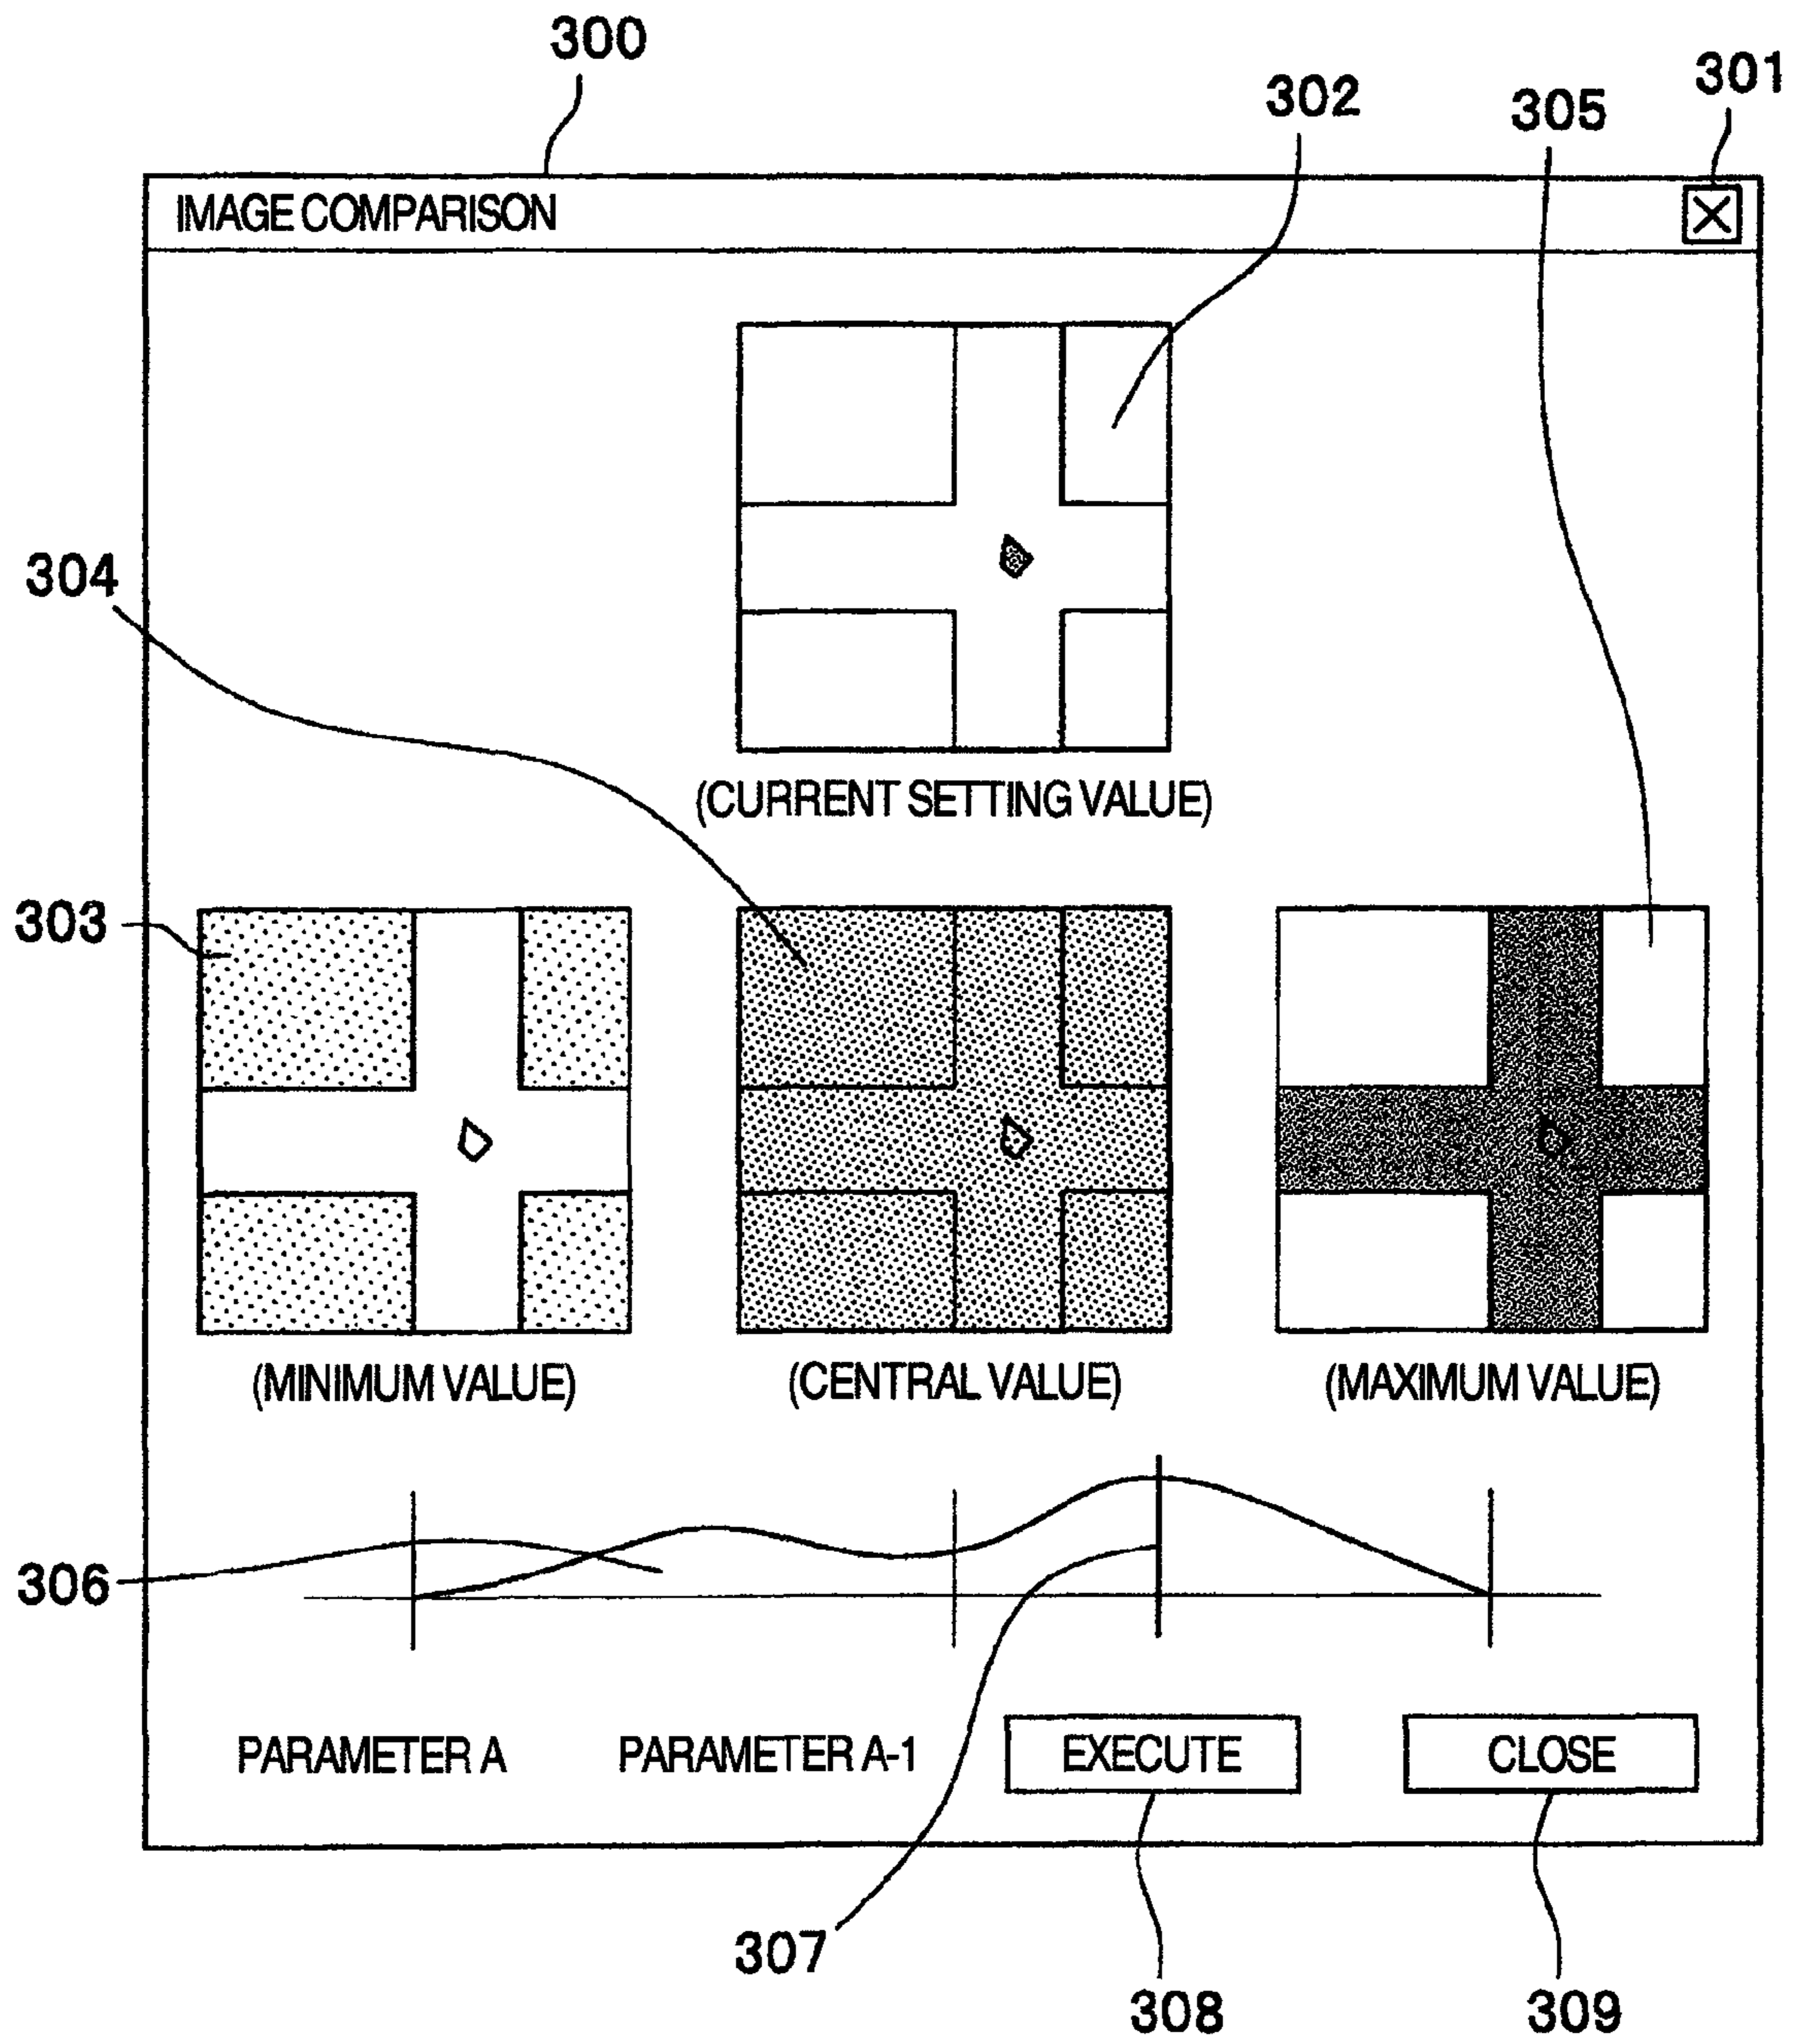 300
301
302
305
IMAGE COMPARISON
304
(CURRENT SETTING VALUE)
303
(MINIMUM VALUE) (CENTRAL VALUE) (MAXIMUM VALUE)
306
PARAMETER A PARAMETER A-1 EXECUTE CLOSE
307
308
309